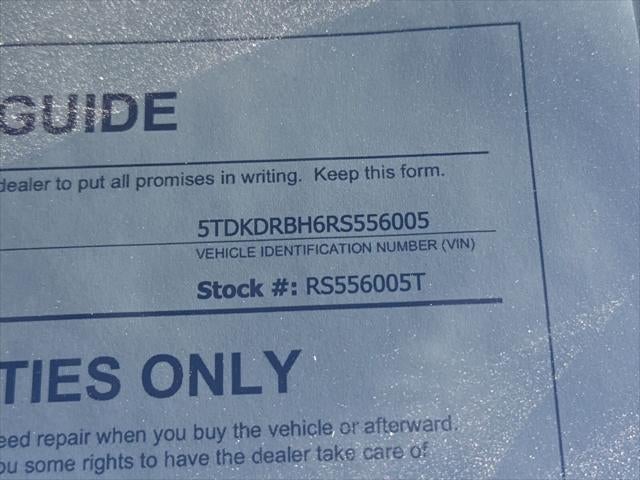 GUIDE
dealer to put all promises in writing. Keep this form.
5TDKDRBH6RS556005
VEHICLE IDENTIFICATION NUMBER (VIN)
Stock #: RS556005T
TIES ONLY
eed repair when you buy the vehicle or afterward.
ou some rights to have the dealer take care of